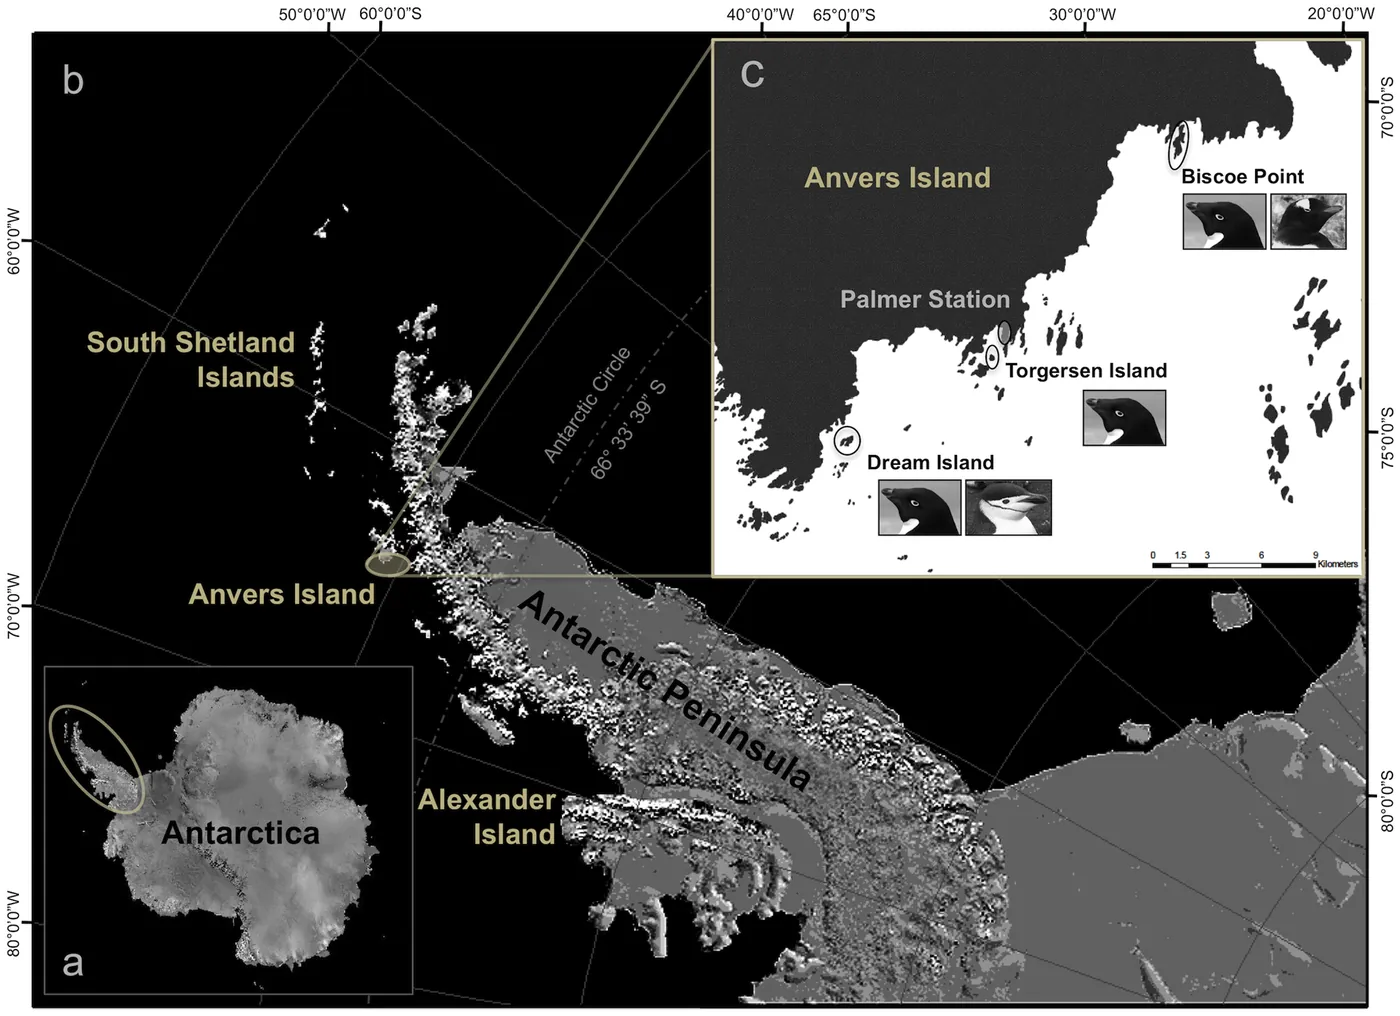 50°0'0"W 60°0'0"S 40°0'0"W 65°0'0"S 30°0'0"W 20°0'0"W
b
c
70°0'0"S
Anvers Island
Biscoe Point
60°0'0"W
Palmer Station
South Shetland
Islands
Antarctic Circle
66° 33' 39" S
Torgersen Island
75°0'0"S
Dream Island
0 1.5 3 6 9
Kilometers
Anvers Island
70°0'0"W
Antarctic Peninsula
Alexander
Island
80°0'0"S
Antarctica
80°0'0"W
a